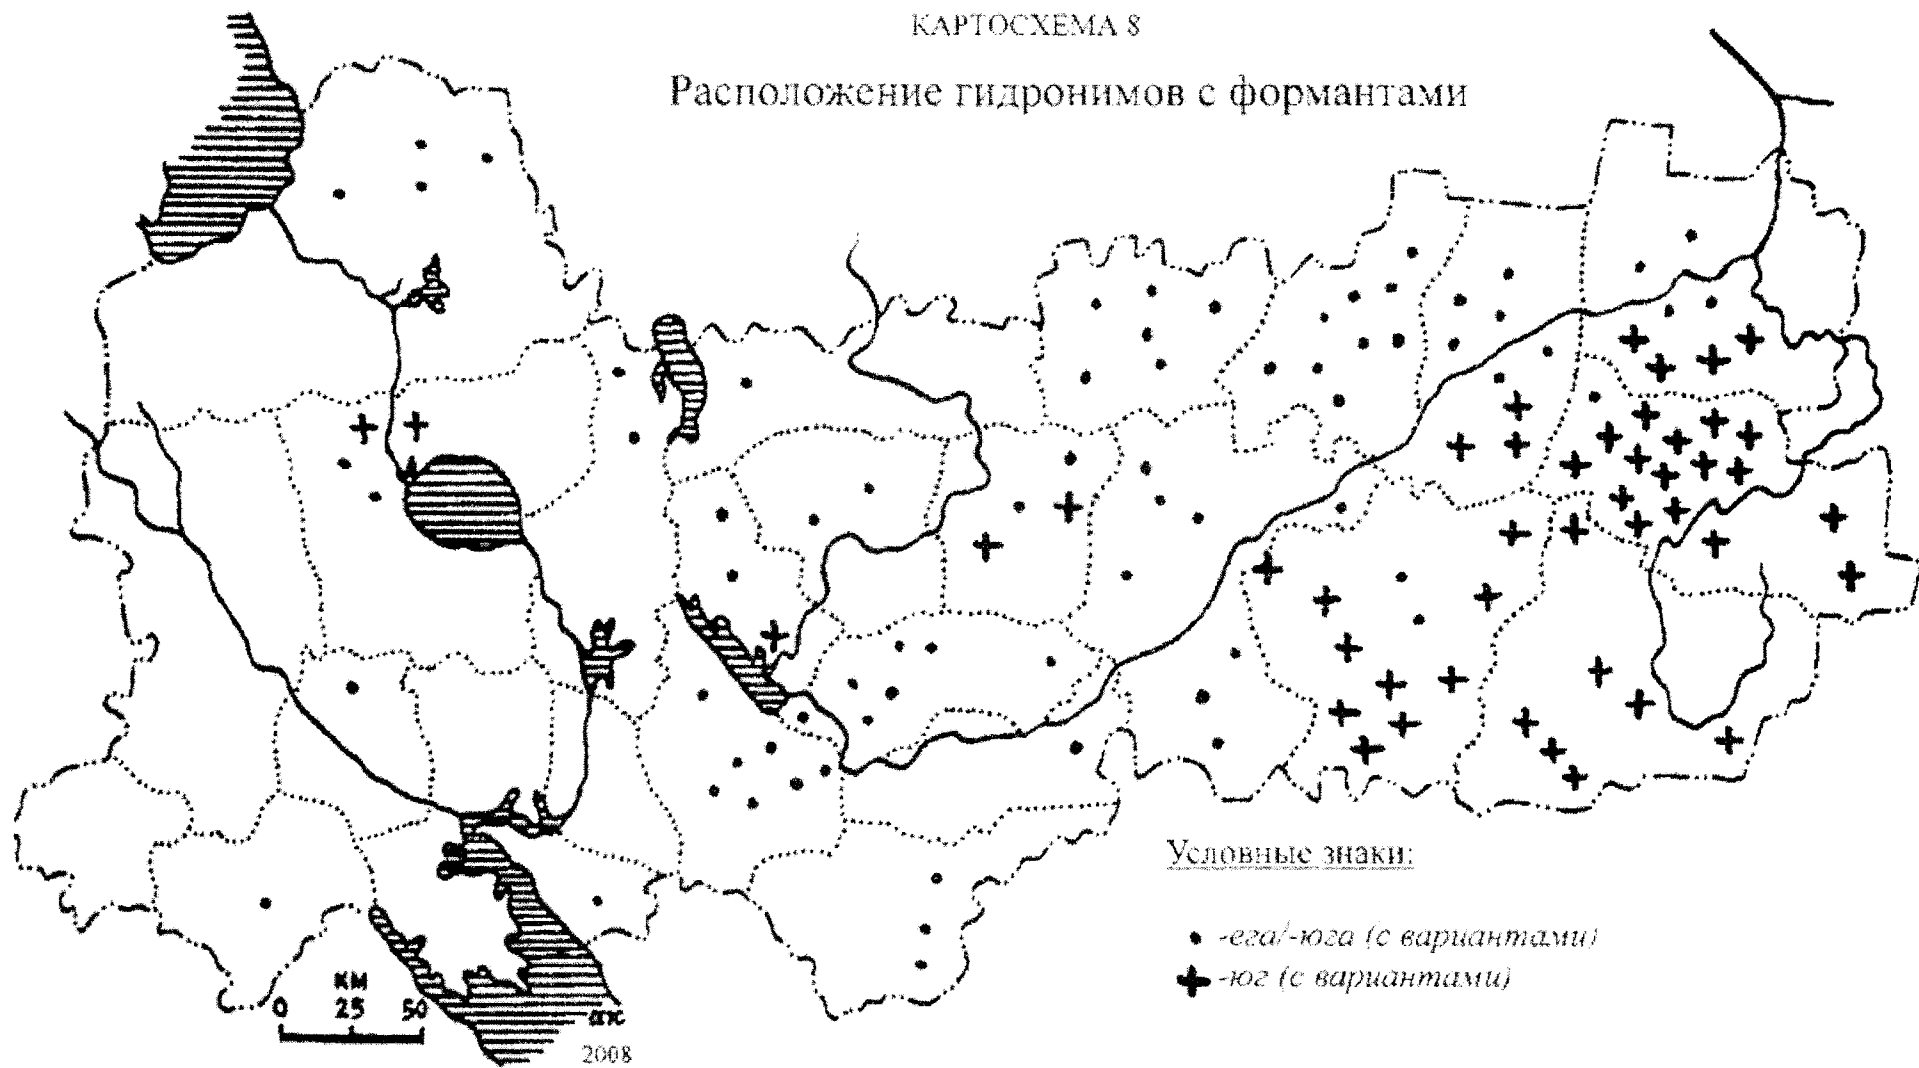 КАРТОСХЕМА 8
Расположение гидронимов с формантами
Условные знаки:
-ега/-юга (с вариантами)
-юг (с вариантами)
КМ
0 25 50
2008